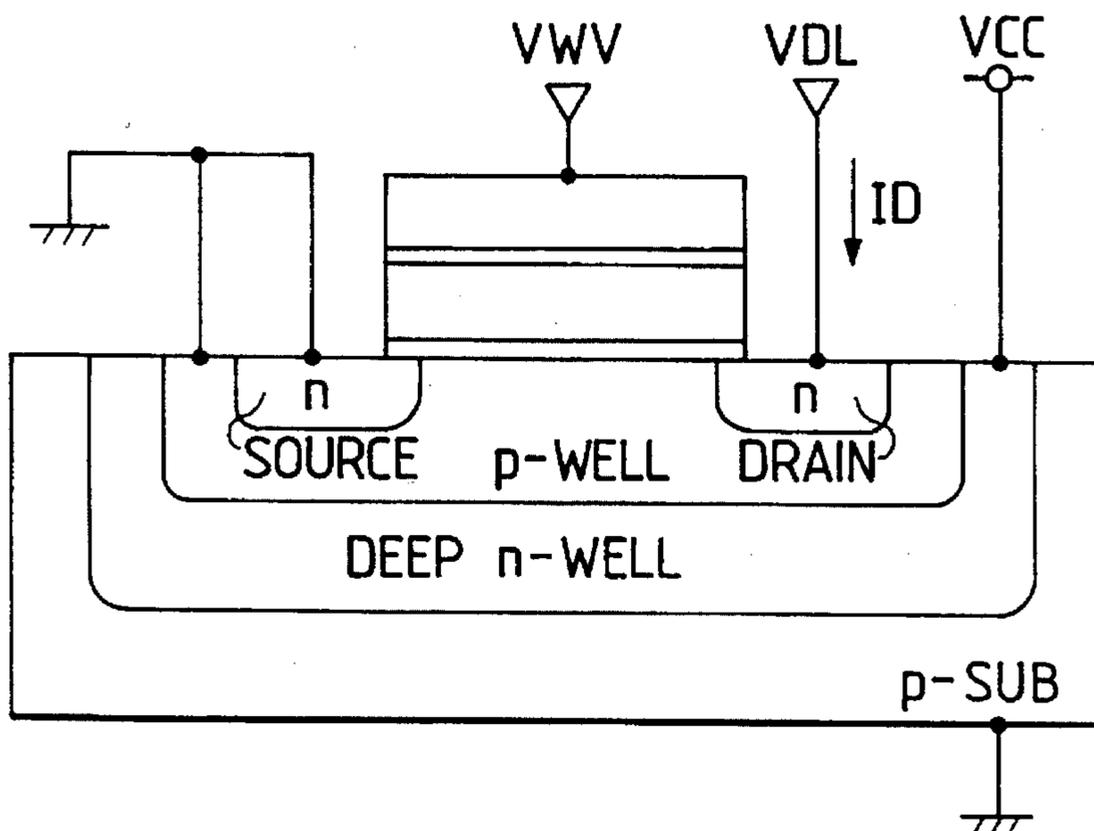 VWV
VDL
VCC
ID
n
n
SOURCE
p-WELL
DRAIN
DEEP n-WELL
p-SUB